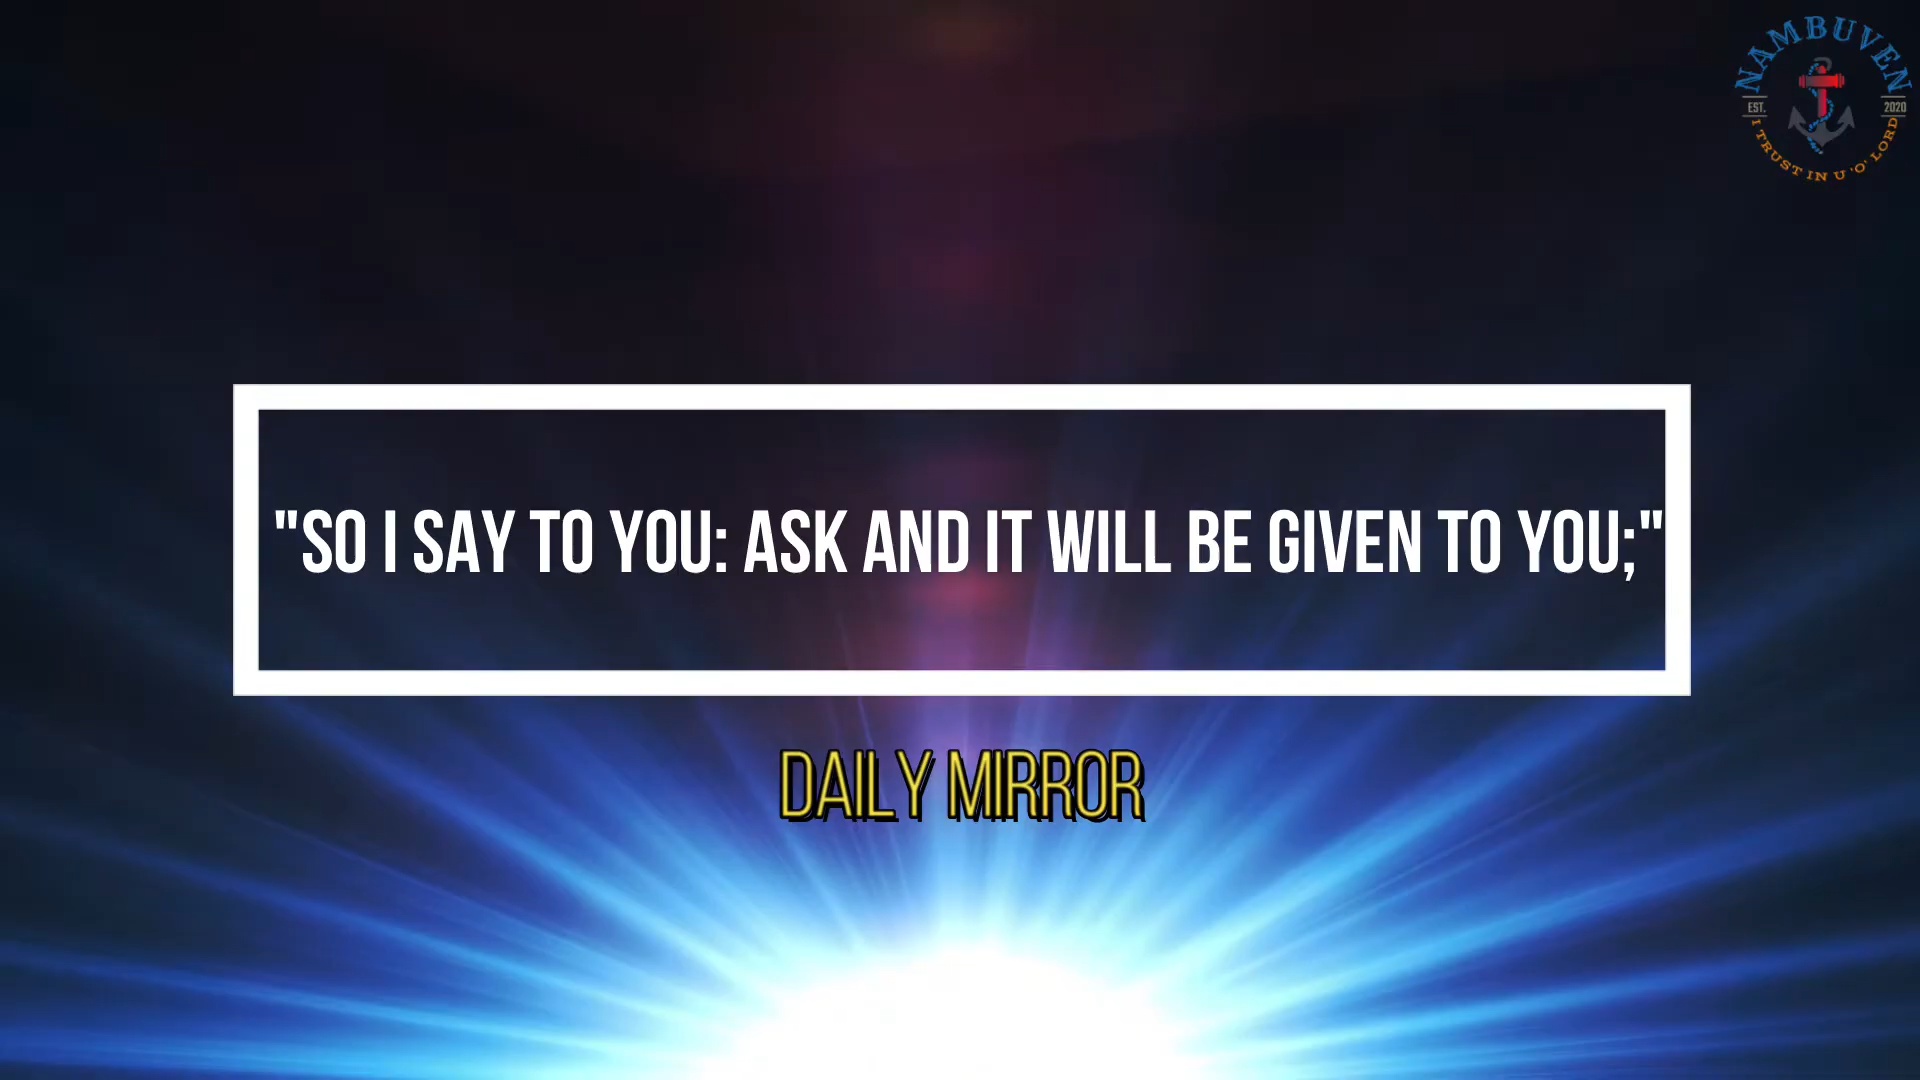 NAMBUVEN
EST. 2020
I TRUST IN U 'O' LORD
"SO I SAY TO YOU: ASK AND IT WILL BE GIVEN TO YOU;"
DAILY MIRROR